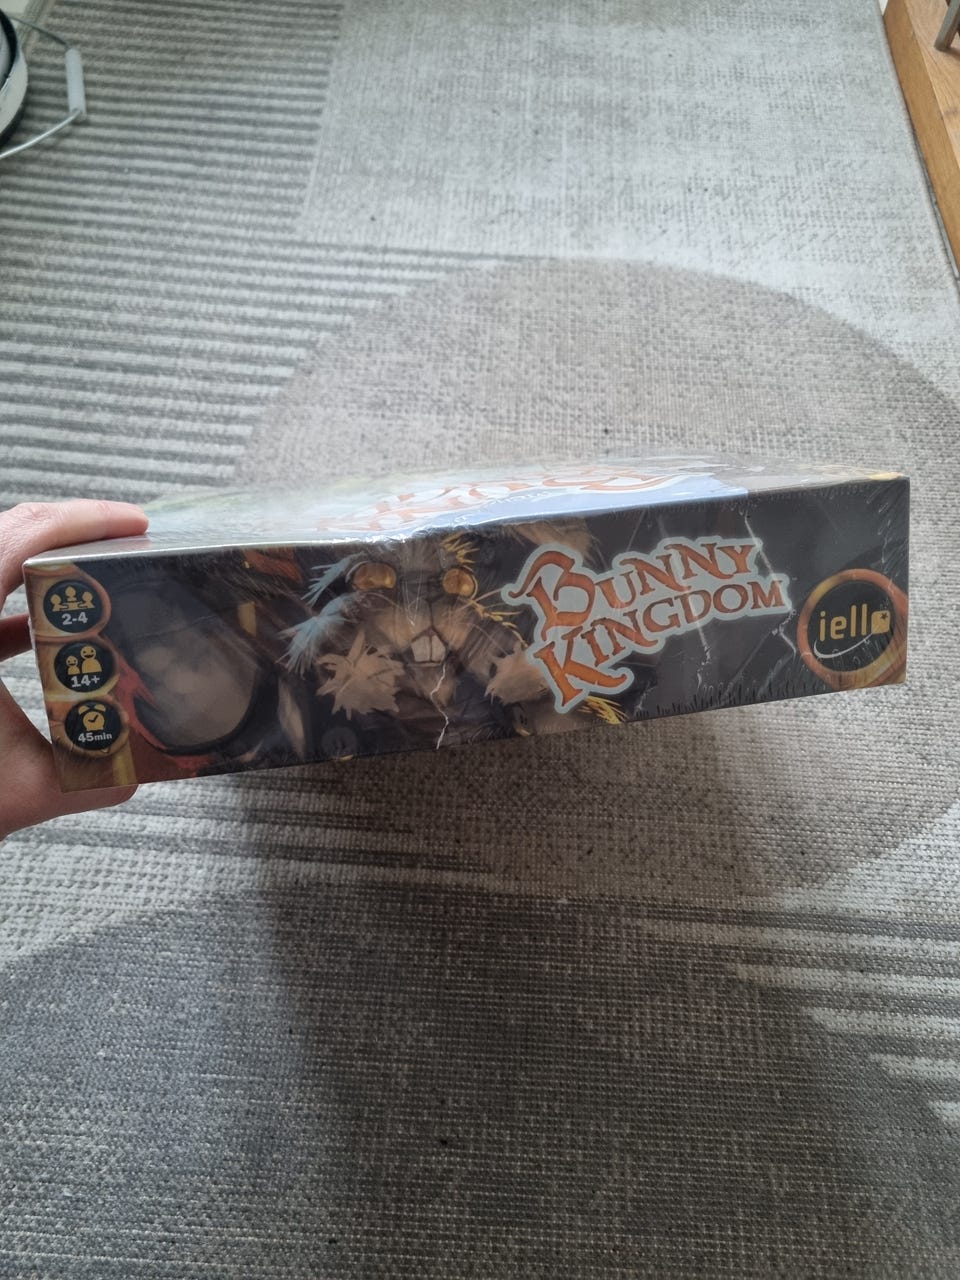 2-4
14+
45min
BUNNY
KINGDOM
iello